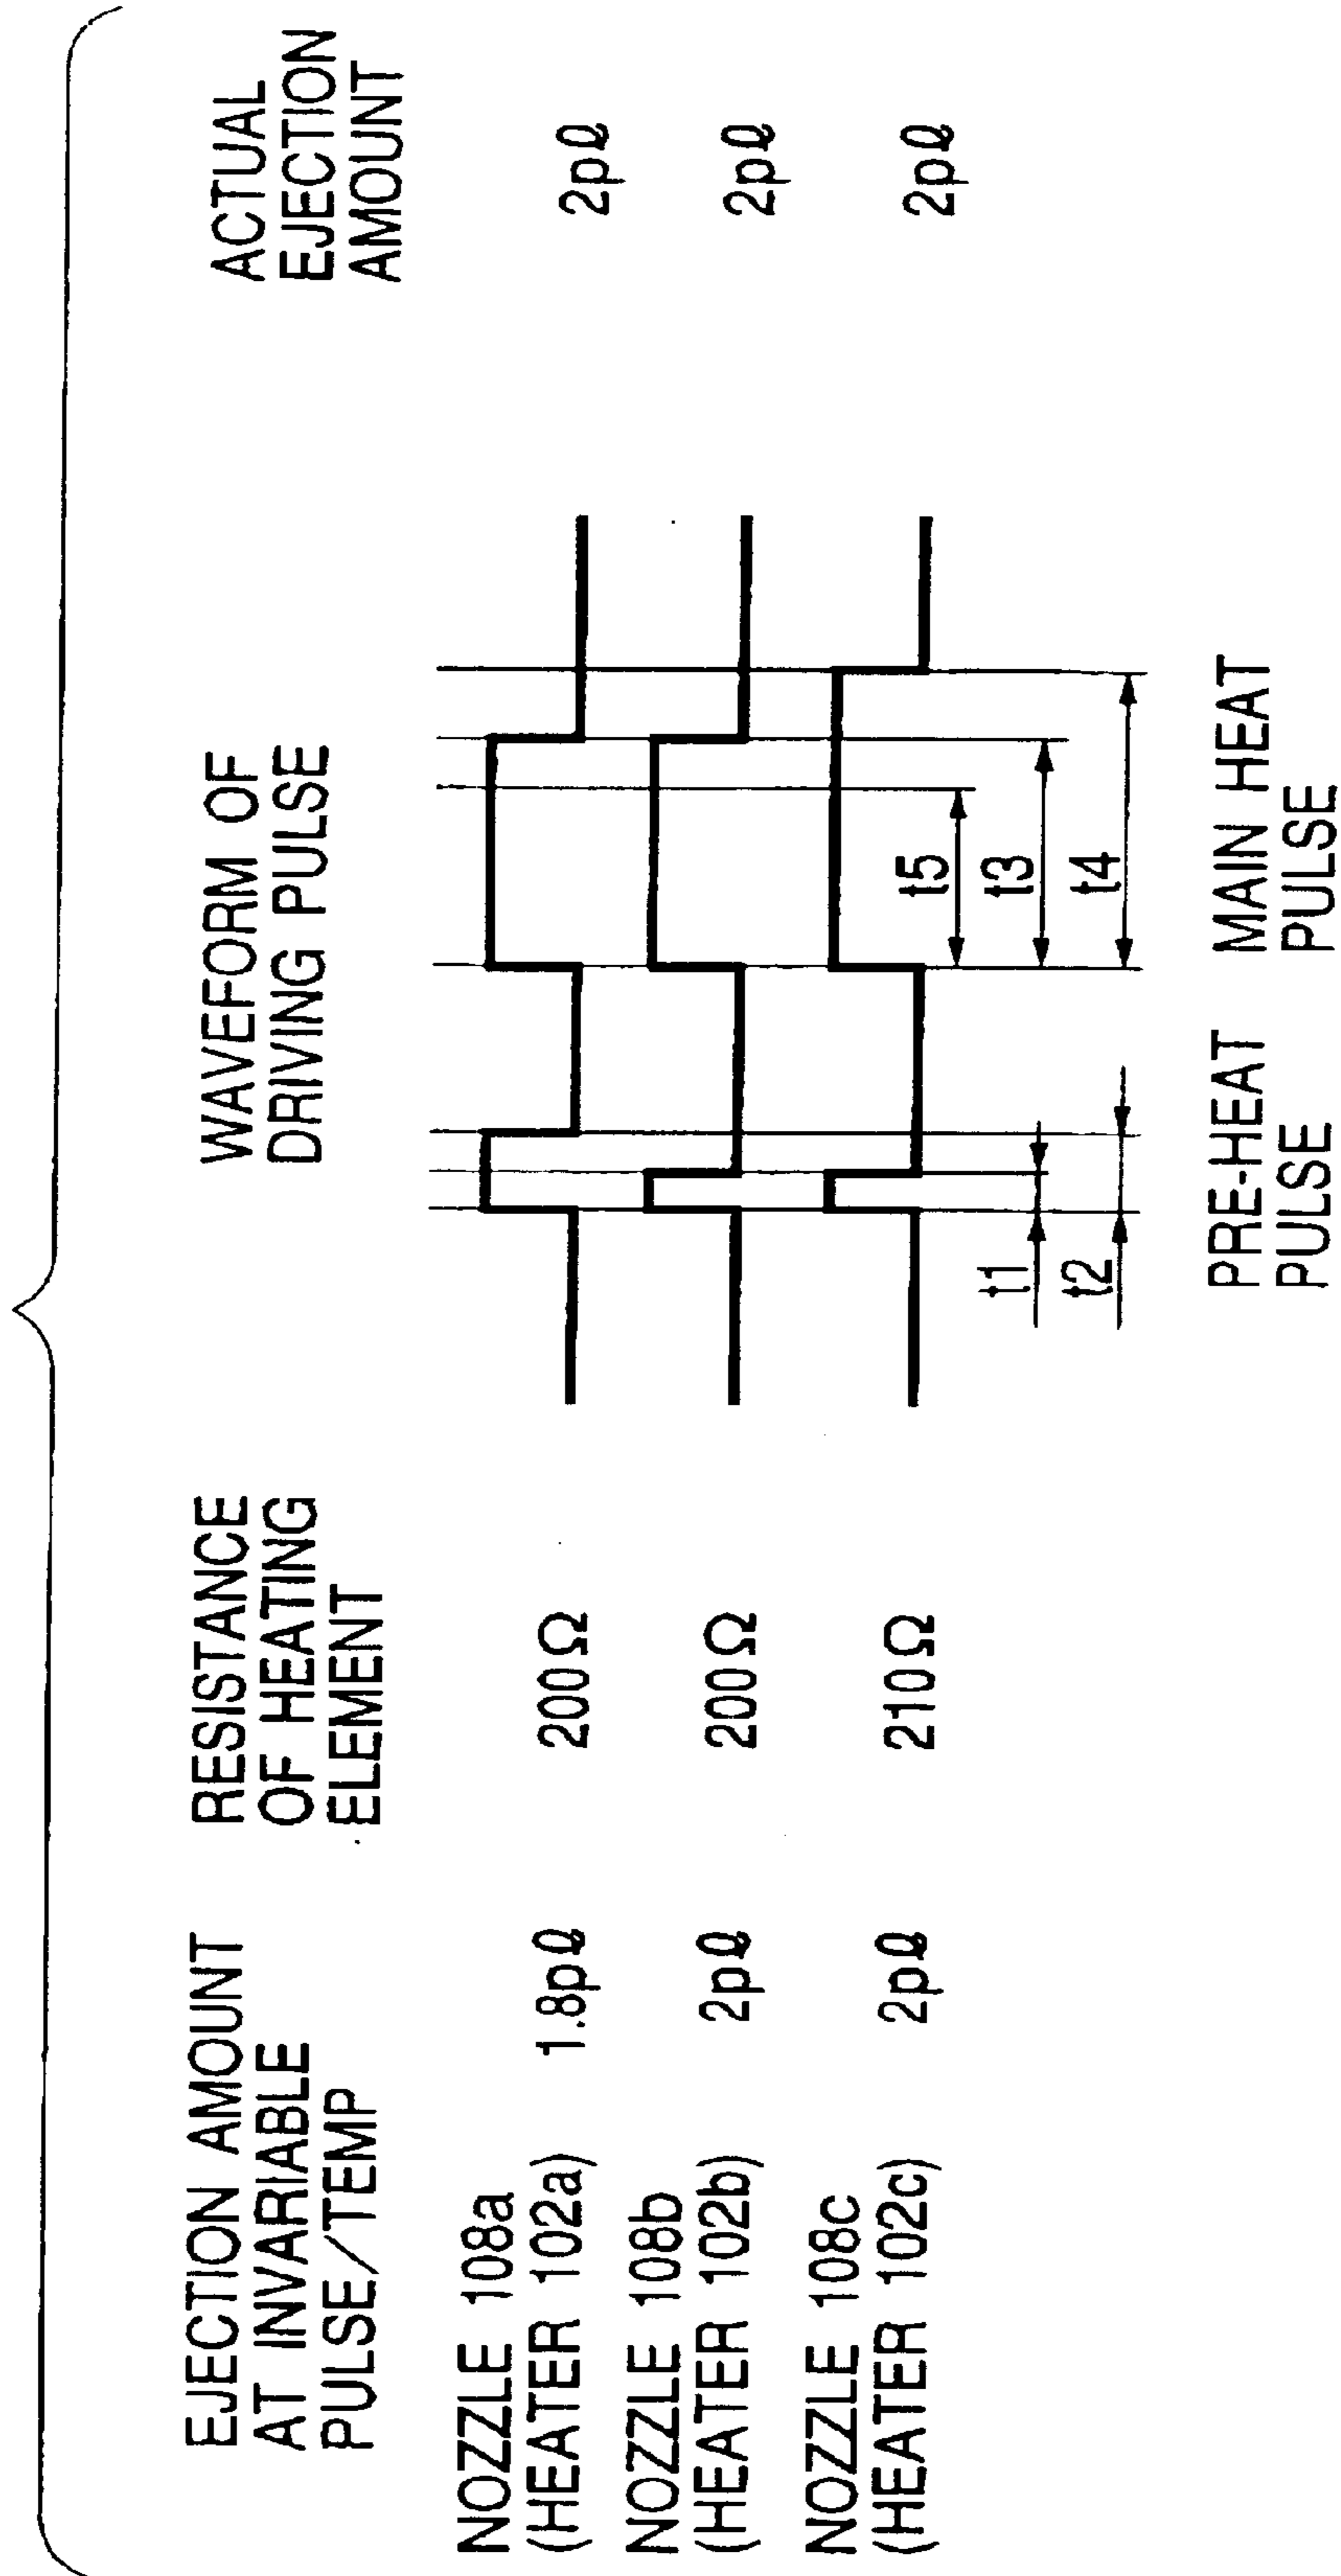 EJECTION AMOUNT
AT INVARIABLE
PULSE/TEMP
RESISTANCE
OF HEATING
ELEMENT
WAVEFORM OF
DRIVING PULSE
ACTUAL
EJECTION
AMOUNT
NOZZLE 108a
(HEATER 102a) 1.8pℓ 200Ω 2pℓ
NOZZLE 108b
(HEATER 102b) 2pℓ 200Ω 2pℓ
NOZZLE 108c
(HEATER 102c) 2pℓ 210Ω 2pℓ
t5
t1 t3
t2 t4
PRE-HEAT
PULSE
MAIN HEAT
PULSE